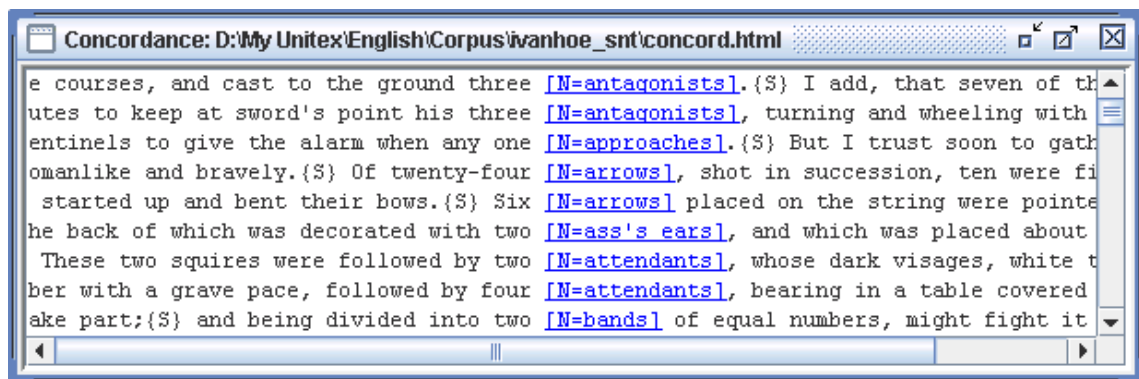 Concordance: D:\My Unitex\English\Corpus\ivanhoe_snt\concord.html
e courses, and cast to the ground three [N=antagonists].{S} I add, that seven of th
utes to keep at sword's point his three [N=antagonists], turning and wheeling with
entinels to give the alarm when any one [N=approaches].{S} But I trust soon to gath
omanlike and bravely.{S} Of twenty-four [N=arrows], shot in succession, ten were fi
started up and bent their bows.{S} Six [N=arrows] placed on the string were pointe
he back of which was decorated with two [N=ass's ears], and which was placed about
These two squires were followed by two [N=attendants], whose dark visages, white t
ber with a grave pace, followed by four [N=attendants], bearing in a table covered
ake part;{S} and being divided into two [N=bands] of equal numbers, might fight it